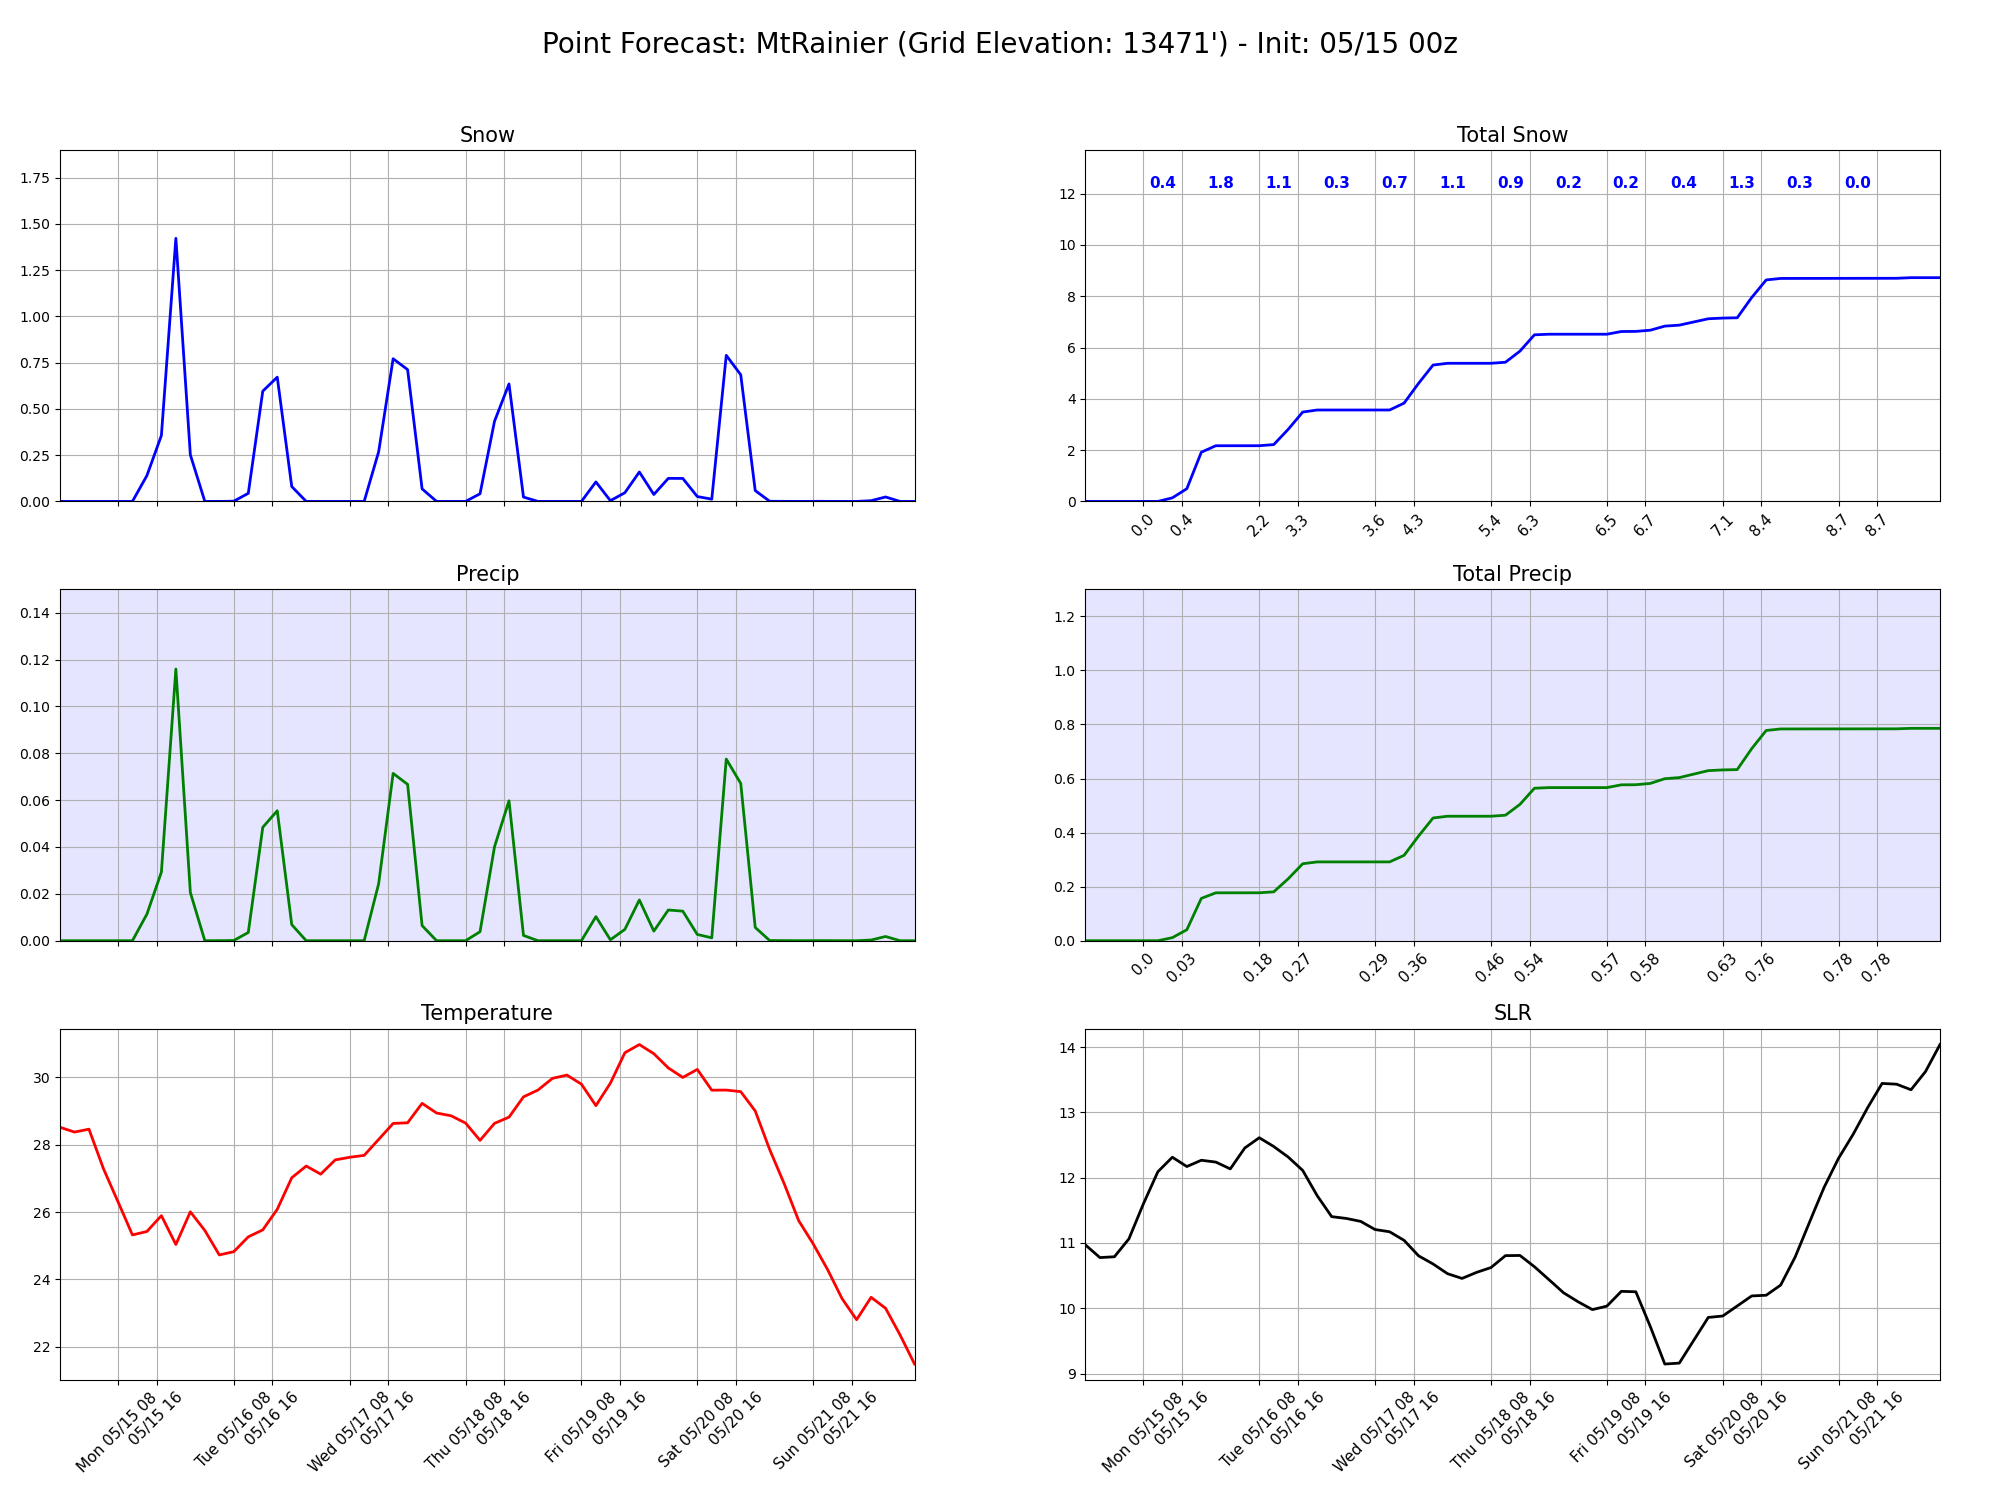 Point Forecast: MtRainier (Grid Elevation: 13471') - Init: 05/15 00z
Snow
1.75
1.50
1.25
1.00
0.75
0.50
0.25
0.00
Total Snow
0.4 1.8 1.1 0.3 0.7 1.1 0.9 0.2 0.2 0.4 1.3 0.3 0.0
12
10
8
6
4
2
0
0.0 0.4 2.2 3.3 3.6 4.3 5.4 6.3 6.5 6.7 7.1 8.4 8.7 8.7
Precip
0.14
0.12
0.10
0.08
0.06
0.04
0.02
0.00
Total Precip
1.2
1.0
0.8
0.6
0.4
0.2
0.0
0.0 0.03 0.18 0.27 0.29 0.36 0.46 0.54 0.57 0.58 0.63 0.76 0.78 0.78
Temperature
30
28
26
24
22
Mon 05/15 08
05/15 16
Tue 05/16 08
05/16 16
Wed 05/17 08
05/17 16
Thu 05/18 08
05/18 16
Fri 05/19 08
05/19 16
Sat 05/20 08
05/20 16
Sun 05/21 08
05/21 16
SLR
14
13
12
11
10
9
Mon 05/15 08
05/15 16
Tue 05/16 08
05/16 16
Wed 05/17 08
05/17 16
Thu 05/18 08
05/18 16
Fri 05/19 08
05/19 16
Sat 05/20 08
05/20 16
Sun 05/21 08
05/21 16